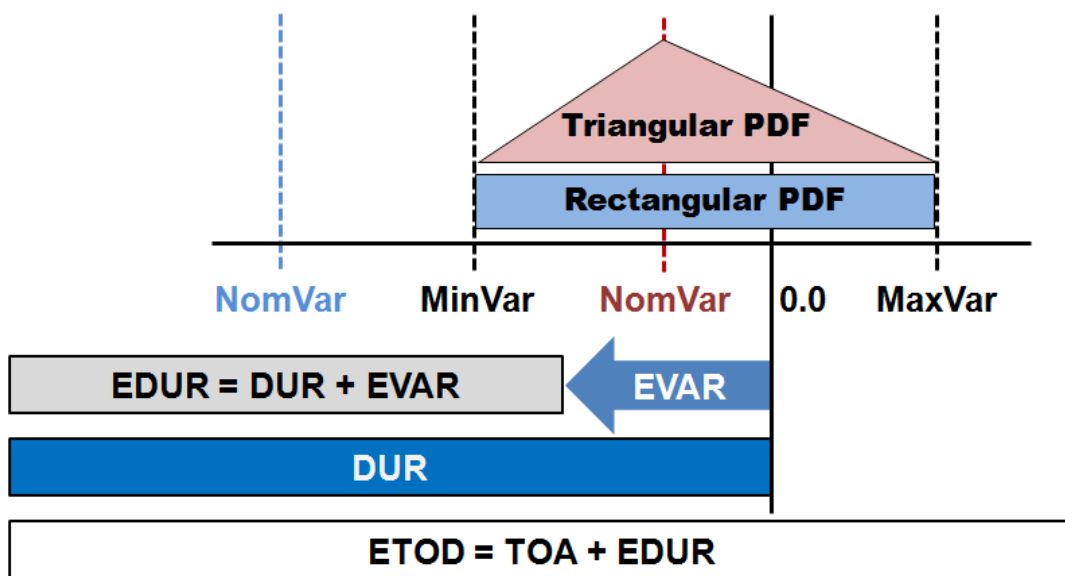 Triangular PDF
Rectangular PDF
NomVar MinVar NomVar 0.0 MaxVar
EDUR = DUR + EVAR EVAR
DUR
ETOD = TOA + EDUR